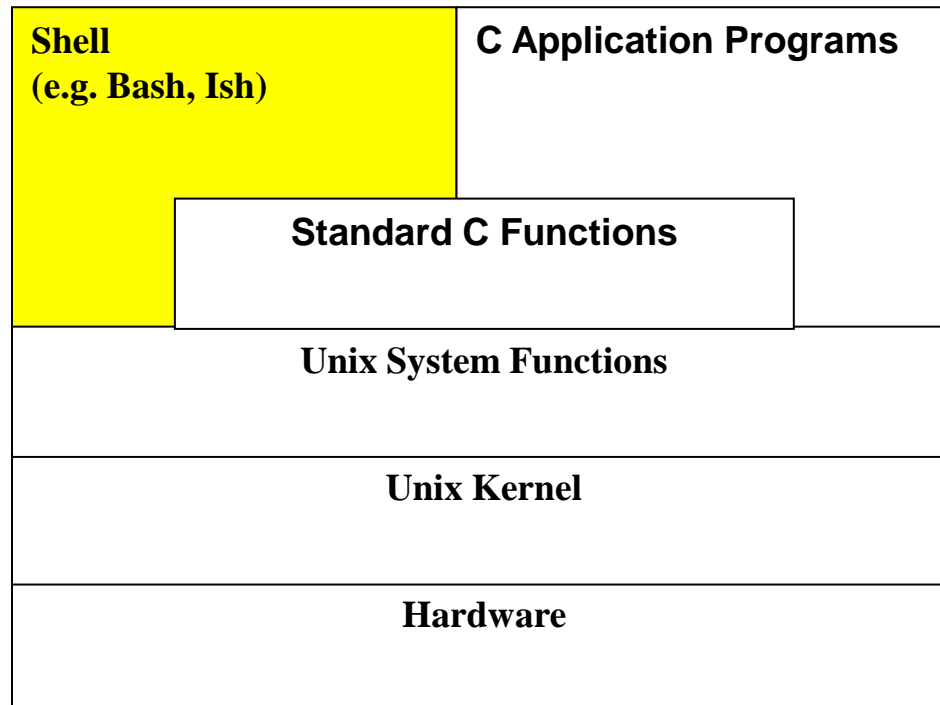 Shell
(e.g. Bash, Ish)
C Application Programs
Standard C Functions
Unix System Functions
Unix Kernel
Hardware